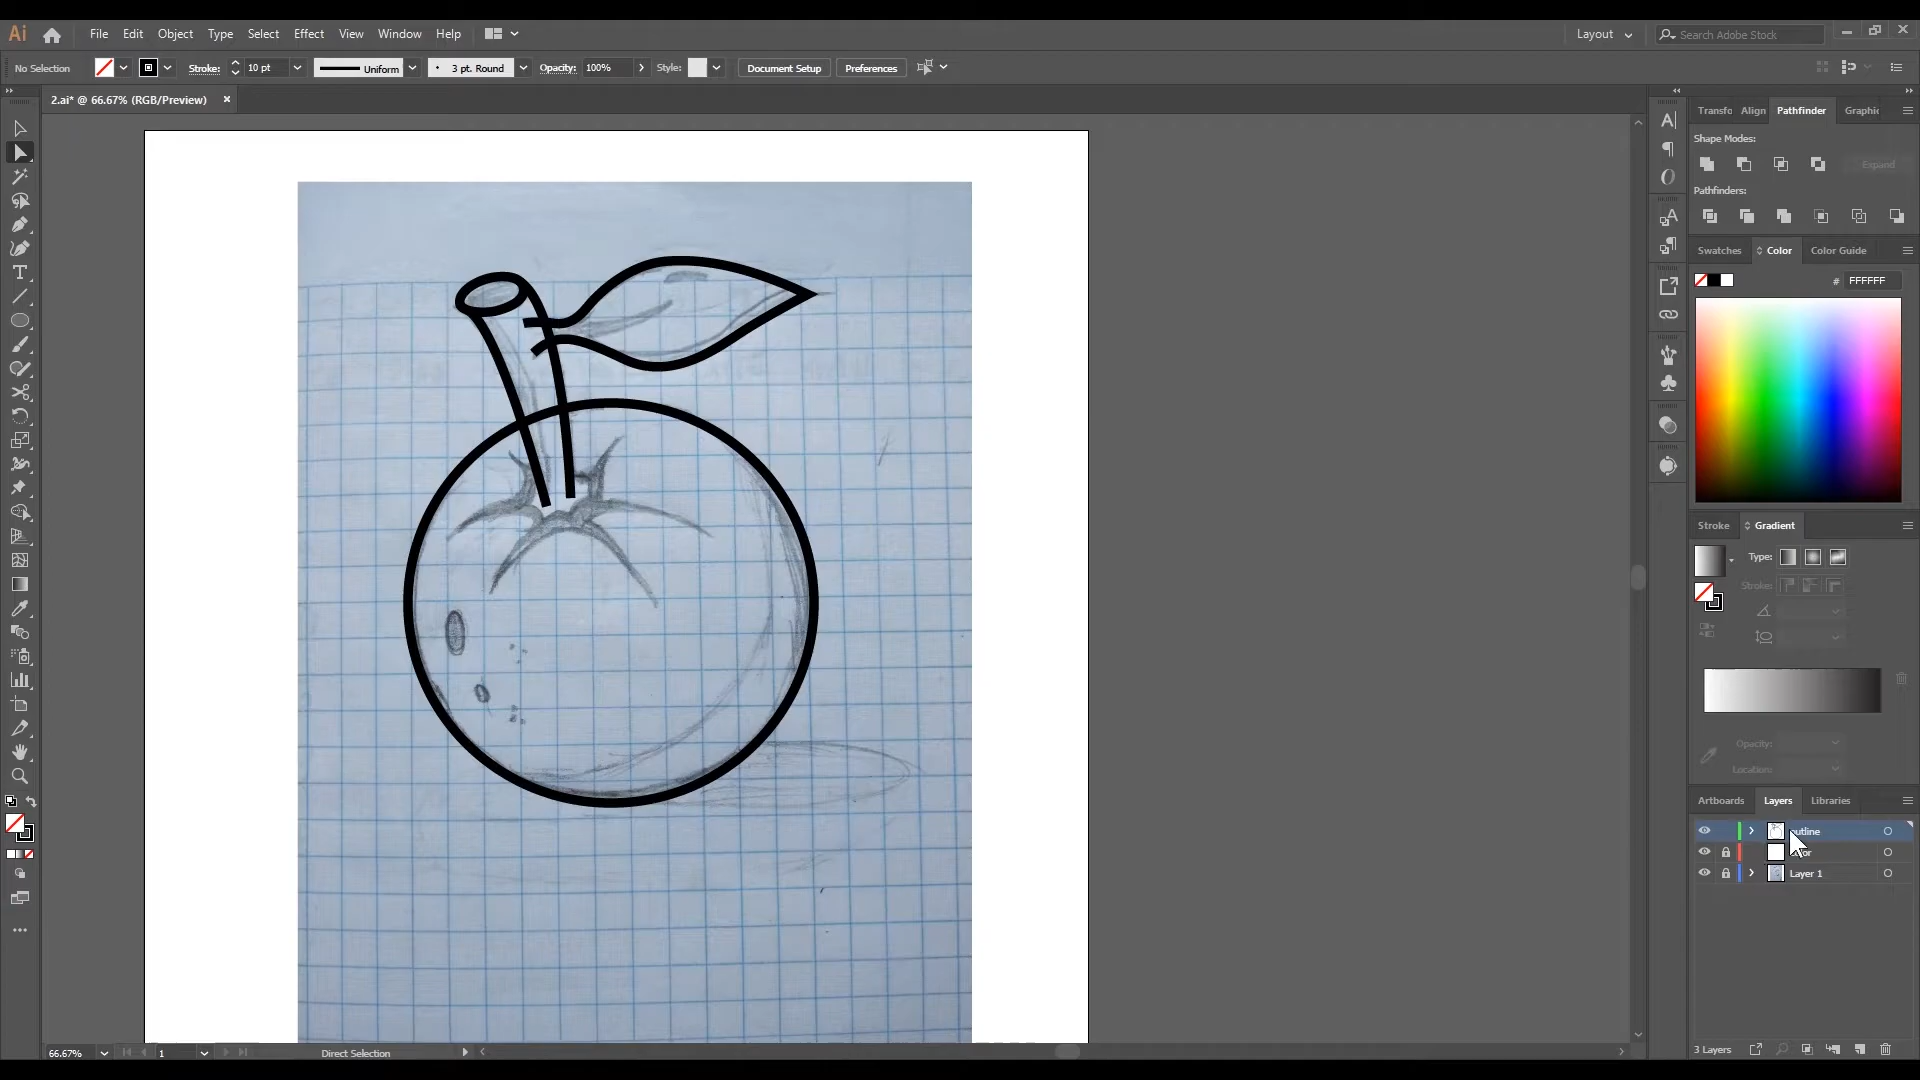 Ai File Edit Object Type Select Effect View Window Help Layout Search Adobe Stock
No Selection Stroke: 10 pt Uniform 3 pt. Round Opacity: 100% Style: Document Setup Preferences
2.ai* @ 66.67% (RGB/Preview) ×
Transfo Align Pathfinder Graphic
Shape Modes:
Expand
Pathfinders:
Swatches Color Color Guide
# FFFFFF
Stroke Gradient
Type:
Stroke:
Opacity:
Location:
Artboards Layers Libraries
outline
Layer 1
66.67% 1 Direct Selection
3 Layers